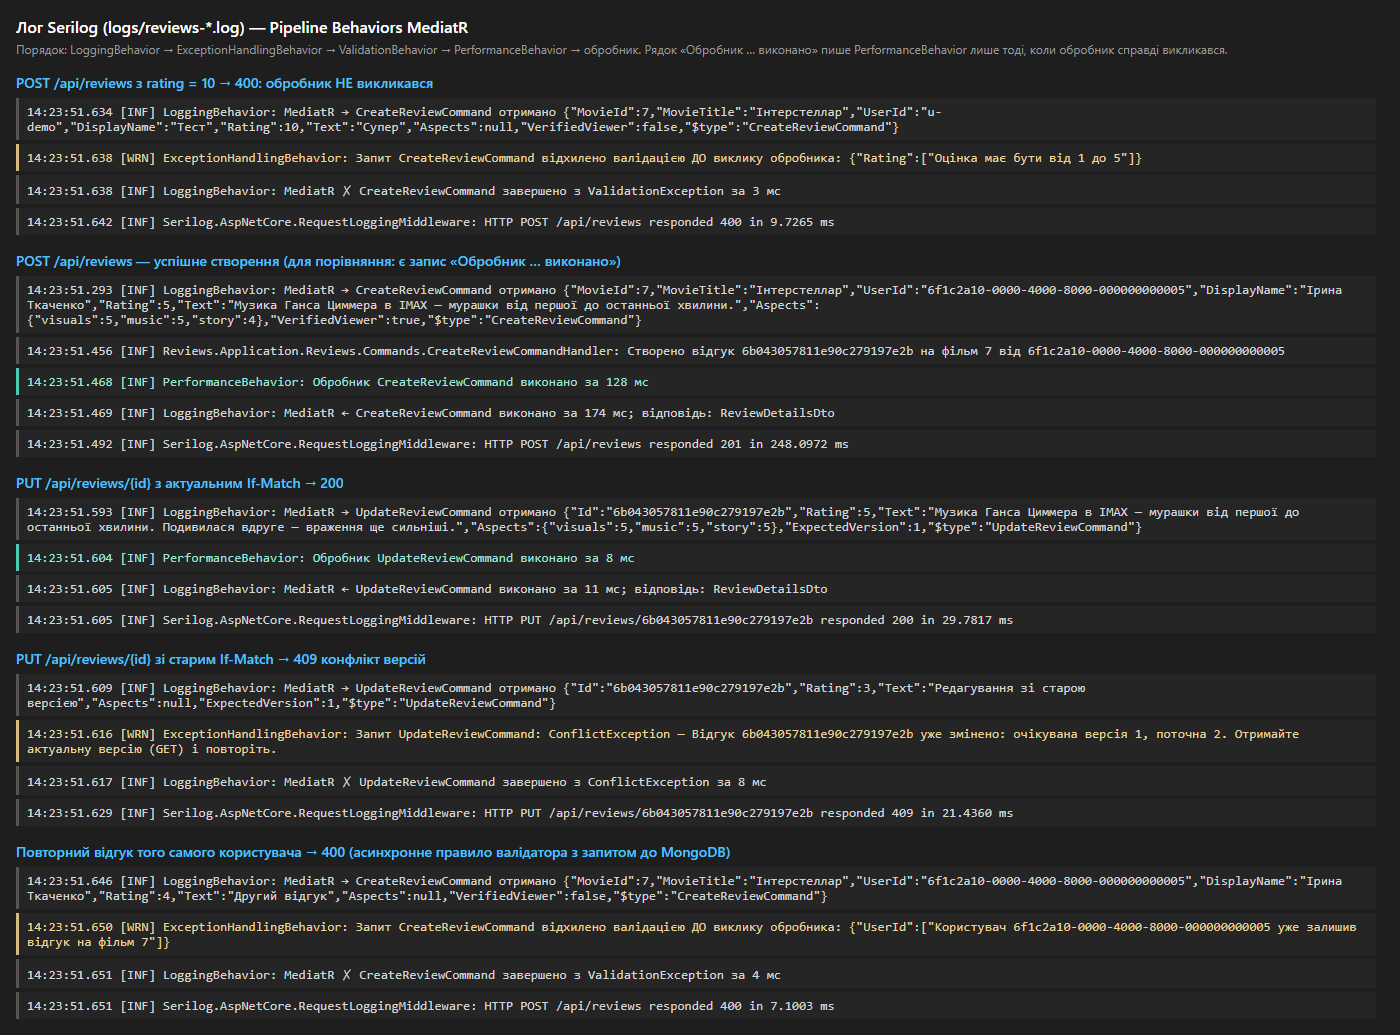 Лог Serilog (logs/reviews-*.log) — Pipeline Behaviors MediatR
Порядок: LoggingBehavior → ExceptionHandlingBehavior → ValidationBehavior → PerformanceBehavior → обробник. Рядок «Обробник ... виконано» пише PerformanceBehavior лише тоді, коли обробник справді викликався.
POST /api/reviews з rating = 10 → 400: обробник НЕ викликався
14:23:51.634 [INF] LoggingBehavior: MediatR → CreateReviewCommand отримано {"MovieId":7,"MovieTitle":"Інтерстеллар","UserId":"u-
demo","DisplayName":"Тест","Rating":10,"Text":"Супер","Aspects":null,"VerifiedViewer":false,"$type":"CreateReviewCommand"}
14:23:51.638 [WRN] ExceptionHandlingBehavior: Запит CreateReviewCommand відхилено валідацією ДО виклику обробника: {"Rating":["Оцінка має бути від 1 до 5"]}
14:23:51.638 [INF] LoggingBehavior: MediatR ✗ CreateReviewCommand завершено з ValidationException за 3 мс
14:23:51.642 [INF] Serilog.AspNetCore.RequestLoggingMiddleware: HTTP POST /api/reviews responded 400 in 9.7265 ms
POST /api/reviews — успішне створення (для порівняння: є запис «Обробник ... виконано»)
14:23:51.293 [INF] LoggingBehavior: MediatR → CreateReviewCommand отримано {"MovieId":7,"MovieTitle":"Інтерстеллар","UserId":"6f1c2a10-0000-4000-8000-000000000005","DisplayName":"Ірина
Ткаченко","Rating":5,"Text":"Музика Ганса Циммера в IMAX — мурашки від першої до останньої хвилини.","Aspects":
{"visuals":5,"music":5,"story":4},"VerifiedViewer":true,"$type":"CreateReviewCommand"}
14:23:51.456 [INF] Reviews.Application.Reviews.Commands.CreateReviewCommandHandler: Створено відгук 6b043057811e90c279197e2b на фільм 7 від 6f1c2a10-0000-4000-8000-000000000005
14:23:51.468 [INF] PerformanceBehavior: Обробник CreateReviewCommand виконано за 128 мс
14:23:51.469 [INF] LoggingBehavior: MediatR ← CreateReviewCommand виконано за 174 мс; відповідь: ReviewDetailsDto
14:23:51.492 [INF] Serilog.AspNetCore.RequestLoggingMiddleware: HTTP POST /api/reviews responded 201 in 248.0972 ms
PUT /api/reviews/{id} з актуальним If-Match → 200
14:23:51.593 [INF] LoggingBehavior: MediatR → UpdateReviewCommand отримано {"Id":"6b043057811e90c279197e2b","Rating":5,"Text":"Музика Ганса Циммера в IMAX — мурашки від першої до
останньої хвилини. Подивилася вдруге — враження ще сильніші.","Aspects":{"visuals":5,"music":5,"story":5},"ExpectedVersion":1,"$type":"UpdateReviewCommand"}
14:23:51.604 [INF] PerformanceBehavior: Обробник UpdateReviewCommand виконано за 8 мс
14:23:51.605 [INF] LoggingBehavior: MediatR ← UpdateReviewCommand виконано за 11 мс; відповідь: ReviewDetailsDto
14:23:51.605 [INF] Serilog.AspNetCore.RequestLoggingMiddleware: HTTP PUT /api/reviews/6b043057811e90c279197e2b responded 200 in 29.7817 ms
PUT /api/reviews/{id} зі старим If-Match → 409 конфлікт версій
14:23:51.609 [INF] LoggingBehavior: MediatR → UpdateReviewCommand отримано {"Id":"6b043057811e90c279197e2b","Rating":3,"Text":"Редагування зі старою
версією","Aspects":null,"ExpectedVersion":1,"$type":"UpdateReviewCommand"}
14:23:51.616 [WRN] ExceptionHandlingBehavior: Запит UpdateReviewCommand: ConflictException — Відгук 6b043057811e90c279197e2b уже змінено: очікувана версія 1, поточна 2. Отримайте
актуальну версію (GET) і повторіть.
14:23:51.617 [INF] LoggingBehavior: MediatR ✗ UpdateReviewCommand завершено з ConflictException за 8 мс
14:23:51.629 [INF] Serilog.AspNetCore.RequestLoggingMiddleware: HTTP PUT /api/reviews/6b043057811e90c279197e2b responded 409 in 21.4360 ms
Повторний відгук того самого користувача → 400 (асинхронне правило валідатора з запитом до MongoDB)
14:23:51.646 [INF] LoggingBehavior: MediatR → CreateReviewCommand отримано {"MovieId":7,"MovieTitle":"Інтерстеллар","UserId":"6f1c2a10-0000-4000-8000-000000000005","DisplayName":"Ірина
Ткаченко","Rating":4,"Text":"Другий відгук","Aspects":null,"VerifiedViewer":false,"$type":"CreateReviewCommand"}
14:23:51.650 [WRN] ExceptionHandlingBehavior: Запит CreateReviewCommand відхилено валідацією ДО виклику обробника: {"UserId":["Користувач 6f1c2a10-0000-4000-8000-000000000005 уже залишив
відгук на фільм 7"]}
14:23:51.651 [INF] LoggingBehavior: MediatR ✗ CreateReviewCommand завершено з ValidationException за 4 мс
14:23:51.651 [INF] Serilog.AspNetCore.RequestLoggingMiddleware: HTTP POST /api/reviews responded 400 in 7.1003 ms